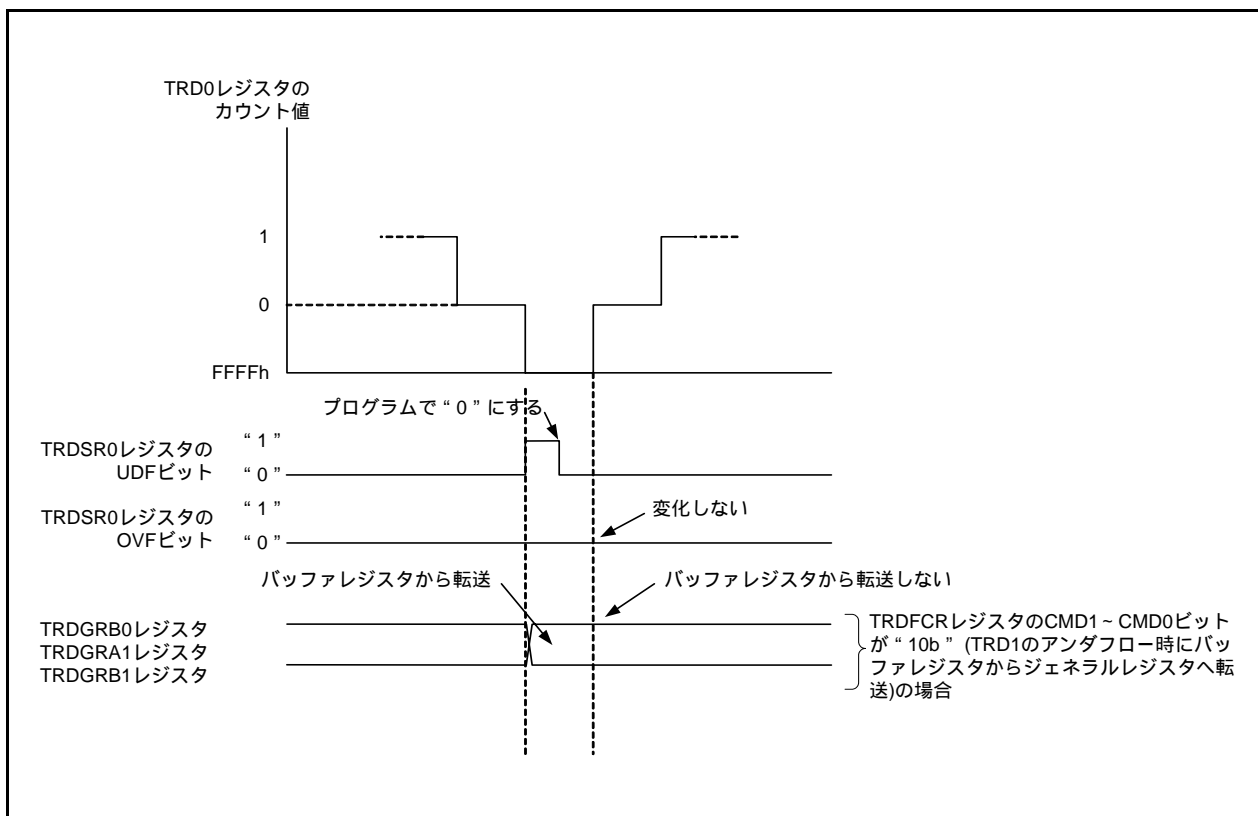 TRD0レジスタの
カウント値
1
0
FFFFh
プログラムで“0”にする
TRDSR0レジスタの
UDFビット
“1”
“0”
TRDSR0レジスタの
OVFビット
“1”
“0”
変化しない
バッファレジスタから転送
バッファレジスタから転送しない
TRDGRB0レジスタ
TRDGRA1レジスタ
TRDGRB1レジスタ
TRDFCRレジスタのCMD1~CMD0ビット
が“10b”(TRD1のアンダフロー時にバッ
ファレジスタからジェネラルレジスタへ転
送)の場合